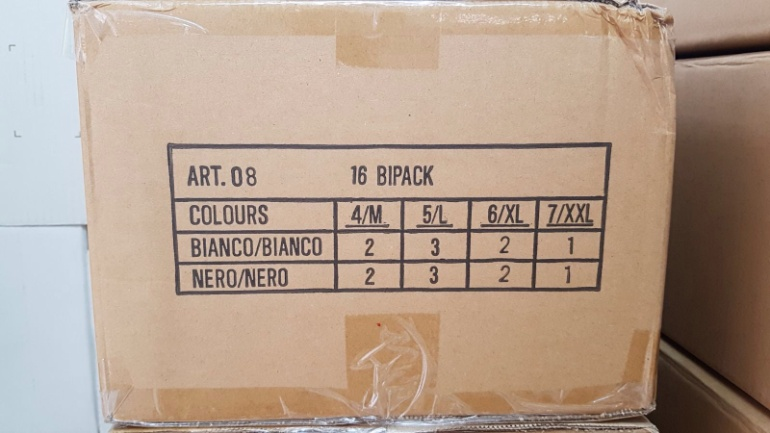 ART. 08 16 BIPACK
COLOURS 4/M 5/L 6/XL 7/XXL
BIANCO/BIANCO 2 3 2 1
NERO/NERO 2 3 2 1